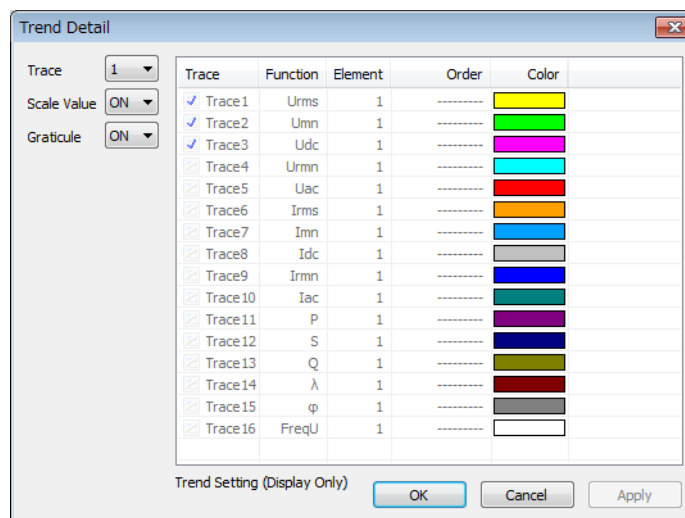 Trend Detail
Trace 1
Scale Value ON
Graticule ON
Trace Function Element Order Color
Trace1 Urms 1 ---------
Trace2 Umn 1 ---------
Trace3 Udc 1 ---------
Trace4 Urmn 1 ---------
Trace5 Uac 1 ---------
Trace6 Irms 1 ---------
Trace7 Imn 1 ---------
Trace8 Idc 1 ---------
Trace9 Irmn 1 ---------
Trace10 Iac 1 ---------
Trace11 P 1 ---------
Trace12 S 1 ---------
Trace13 Q 1 ---------
Trace14 λ 1 ---------
Trace15 φ 1 ---------
Trace16 FreqU 1 ---------
Trend Setting (Display Only)
OK Cancel Apply